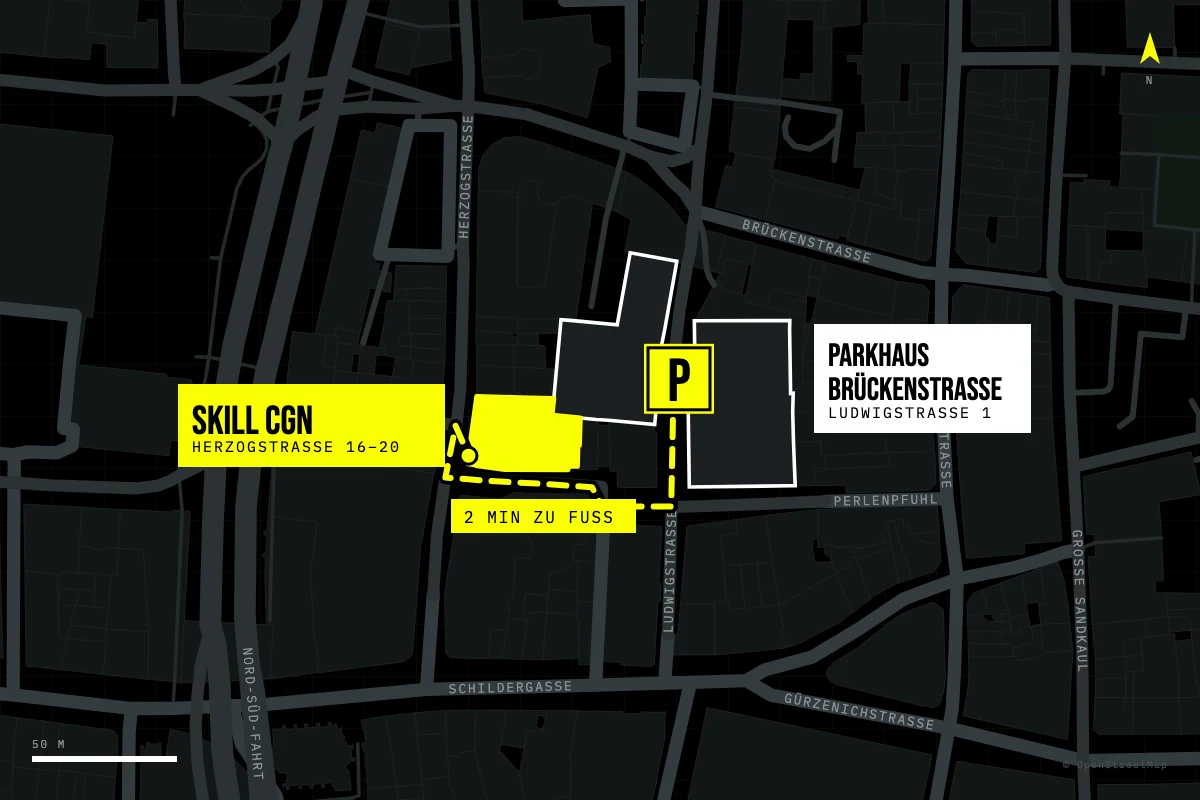 N
HERZOGSTRASSE
BRÜCKENSTRASSE
P
PARKHAUS
BRÜCKENSTRASSE
LUDWIGSTRASSE 1
SKILL CGN
HERZOGSTRASSE 16–20
TRASSE
PERLENPFUHL
2 MIN ZU FUSS
LUDWIGSTRASSE
GROSSE SANDKAUL
NORD-SÜD-FAHRT
SCHILDERGASSE
GÜRZENICHSTRASSE
50 M
© OpenStreetMap